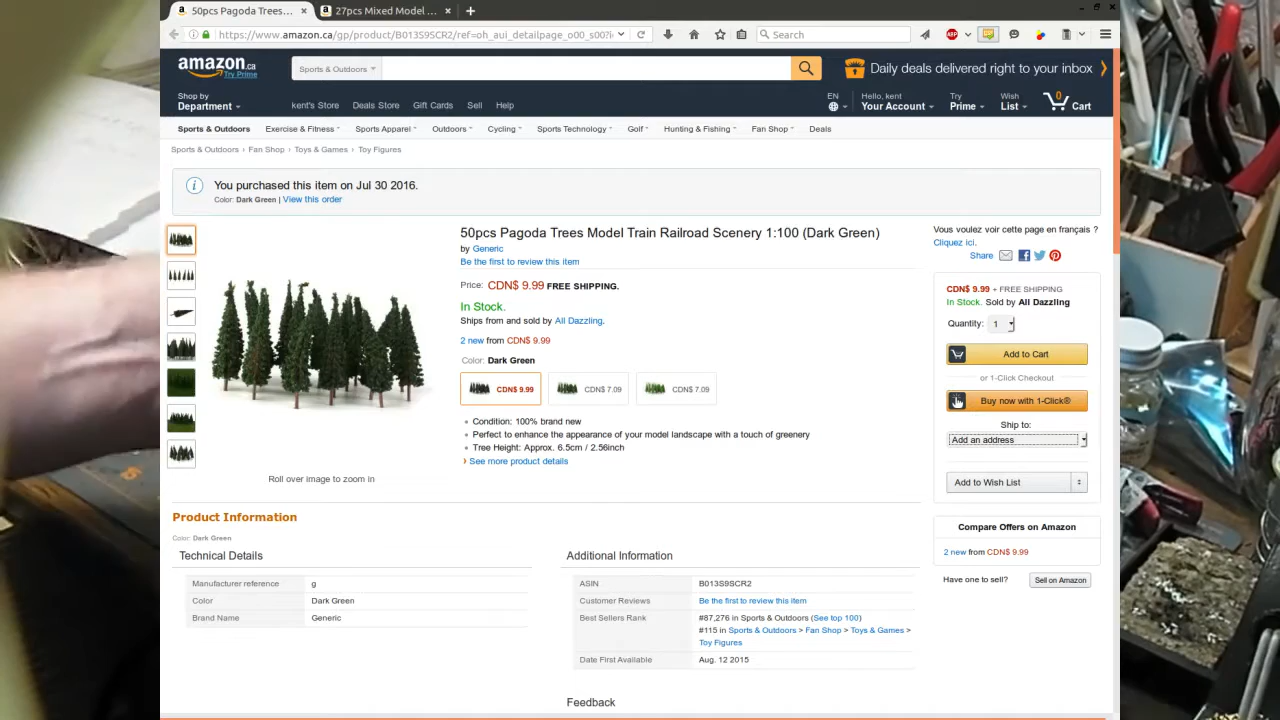 50pcs Pagoda Trees...
27pcs Mixed Model ...
https://www.amazon.ca/gp/product/B013S9SCR2/ref=oh_aui_detailpage_o00_s00?i
Search
amazon.ca
Try Prime
Sports & Outdoors
Daily deals delivered right to your inbox
Shop by
Department
kent's Store
Deals Store
Gift Cards
Sell
Help
EN
Hello, kent
Your Account
Try
Prime
Wish
List
0
Cart
Sports & Outdoors
Exercise & Fitness
Sports Apparel
Outdoors
Cycling
Sports Technology
Golf
Hunting & Fishing
Fan Shop
Deals
Sports & Outdoors › Fan Shop › Toys & Games › Toy Figures
You purchased this item on Jul 30 2016.
Color: Dark Green | View this order
50pcs Pagoda Trees Model Train Railroad Scenery 1:100 (Dark Green)
by Generic
Be the first to review this item
Price: CDN$ 9.99 FREE SHIPPING.
In Stock.
Ships from and sold by All Dazzling.
2 new from CDN$ 9.99
Color: Dark Green
CDN$ 9.99
CDN$ 7.09
CDN$ 7.09
Condition: 100% brand new
Perfect to enhance the appearance of your model landscape with a touch of greenery
Tree Height: Approx. 6.5cm / 2.56inch
See more product details
Roll over image to zoom in
Vous voulez voir cette page en français ?
Cliquez ici.
Share
CDN$ 9.99 + FREE SHIPPING
In Stock. Sold by All Dazzling
Quantity: 1
Add to Cart
or 1-Click Checkout
Buy now with 1-Click®
Ship to:
Add an address
Add to Wish List
Compare Offers on Amazon
2 new from CDN$ 9.99
Have one to sell?
Sell on Amazon
Product Information
Color: Dark Green
Technical Details
Manufacturer reference g
Color Dark Green
Brand Name Generic
Additional Information
ASIN B013S9SCR2
Customer Reviews Be the first to review this item
Best Sellers Rank #87,276 in Sports & Outdoors (See top 100)
#115 in Sports & Outdoors > Fan Shop > Toys & Games >
Toy Figures
Date First Available Aug. 12 2015
Feedback